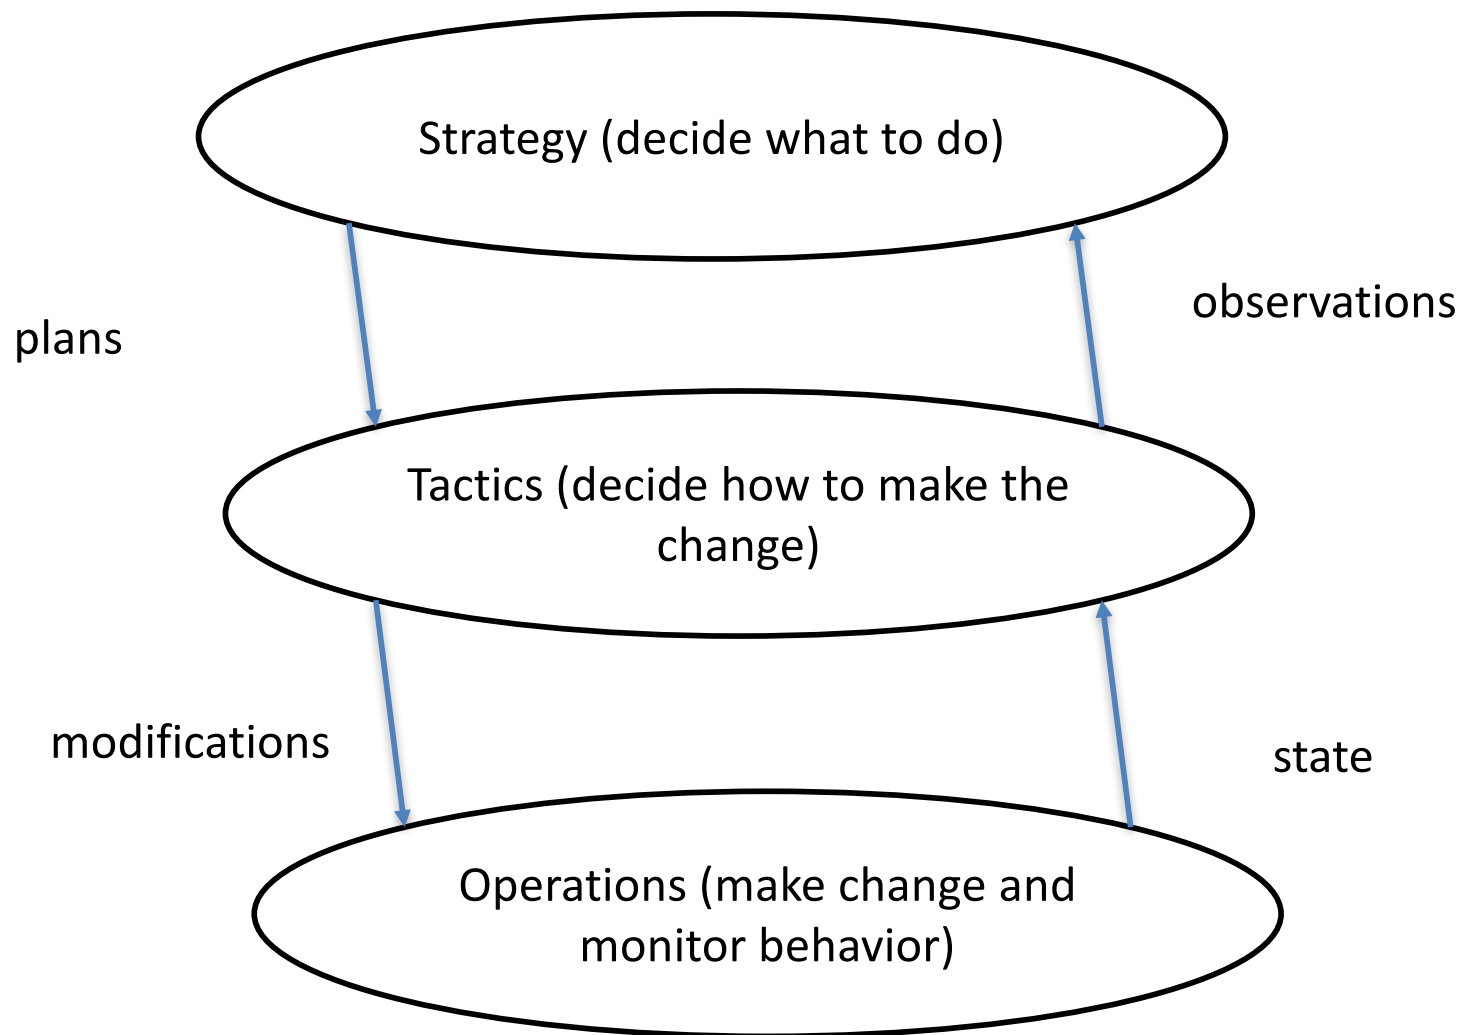 Strategy (decide what to do)
observations
plans
Tactics (decide how to make the
change)
modifications
state
Operations (make change and
monitor behavior)